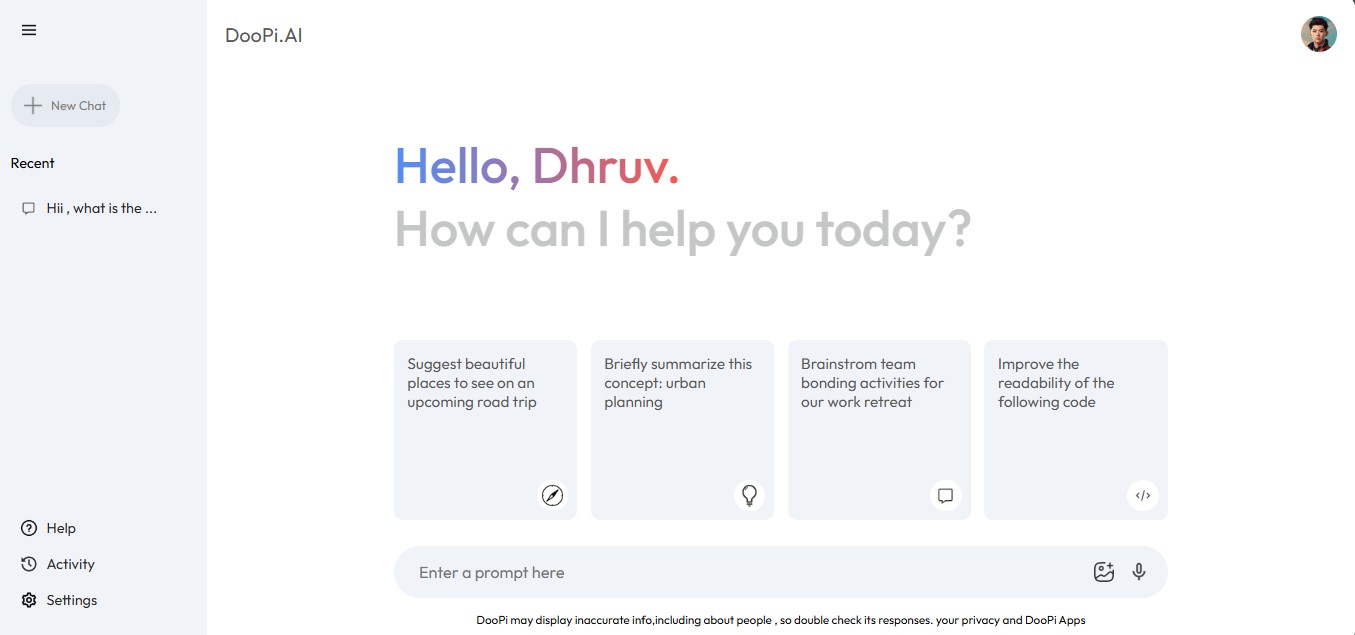 DooPi.AI
New Chat
Recent
Hii , what is the ...
Help
Activity
Settings
Hello, Dhruv.
How can I help you today?
Suggest beautiful
places to see on an
upcoming road trip
Briefly summarize this
concept: urban
planning
Brainstrom team
bonding activities for
our work retreat
Improve the
readability of the
following code
</>
Enter a prompt here
DooPi may display inaccurate info,including about people , so double check its responses. your privacy and DooPi Apps